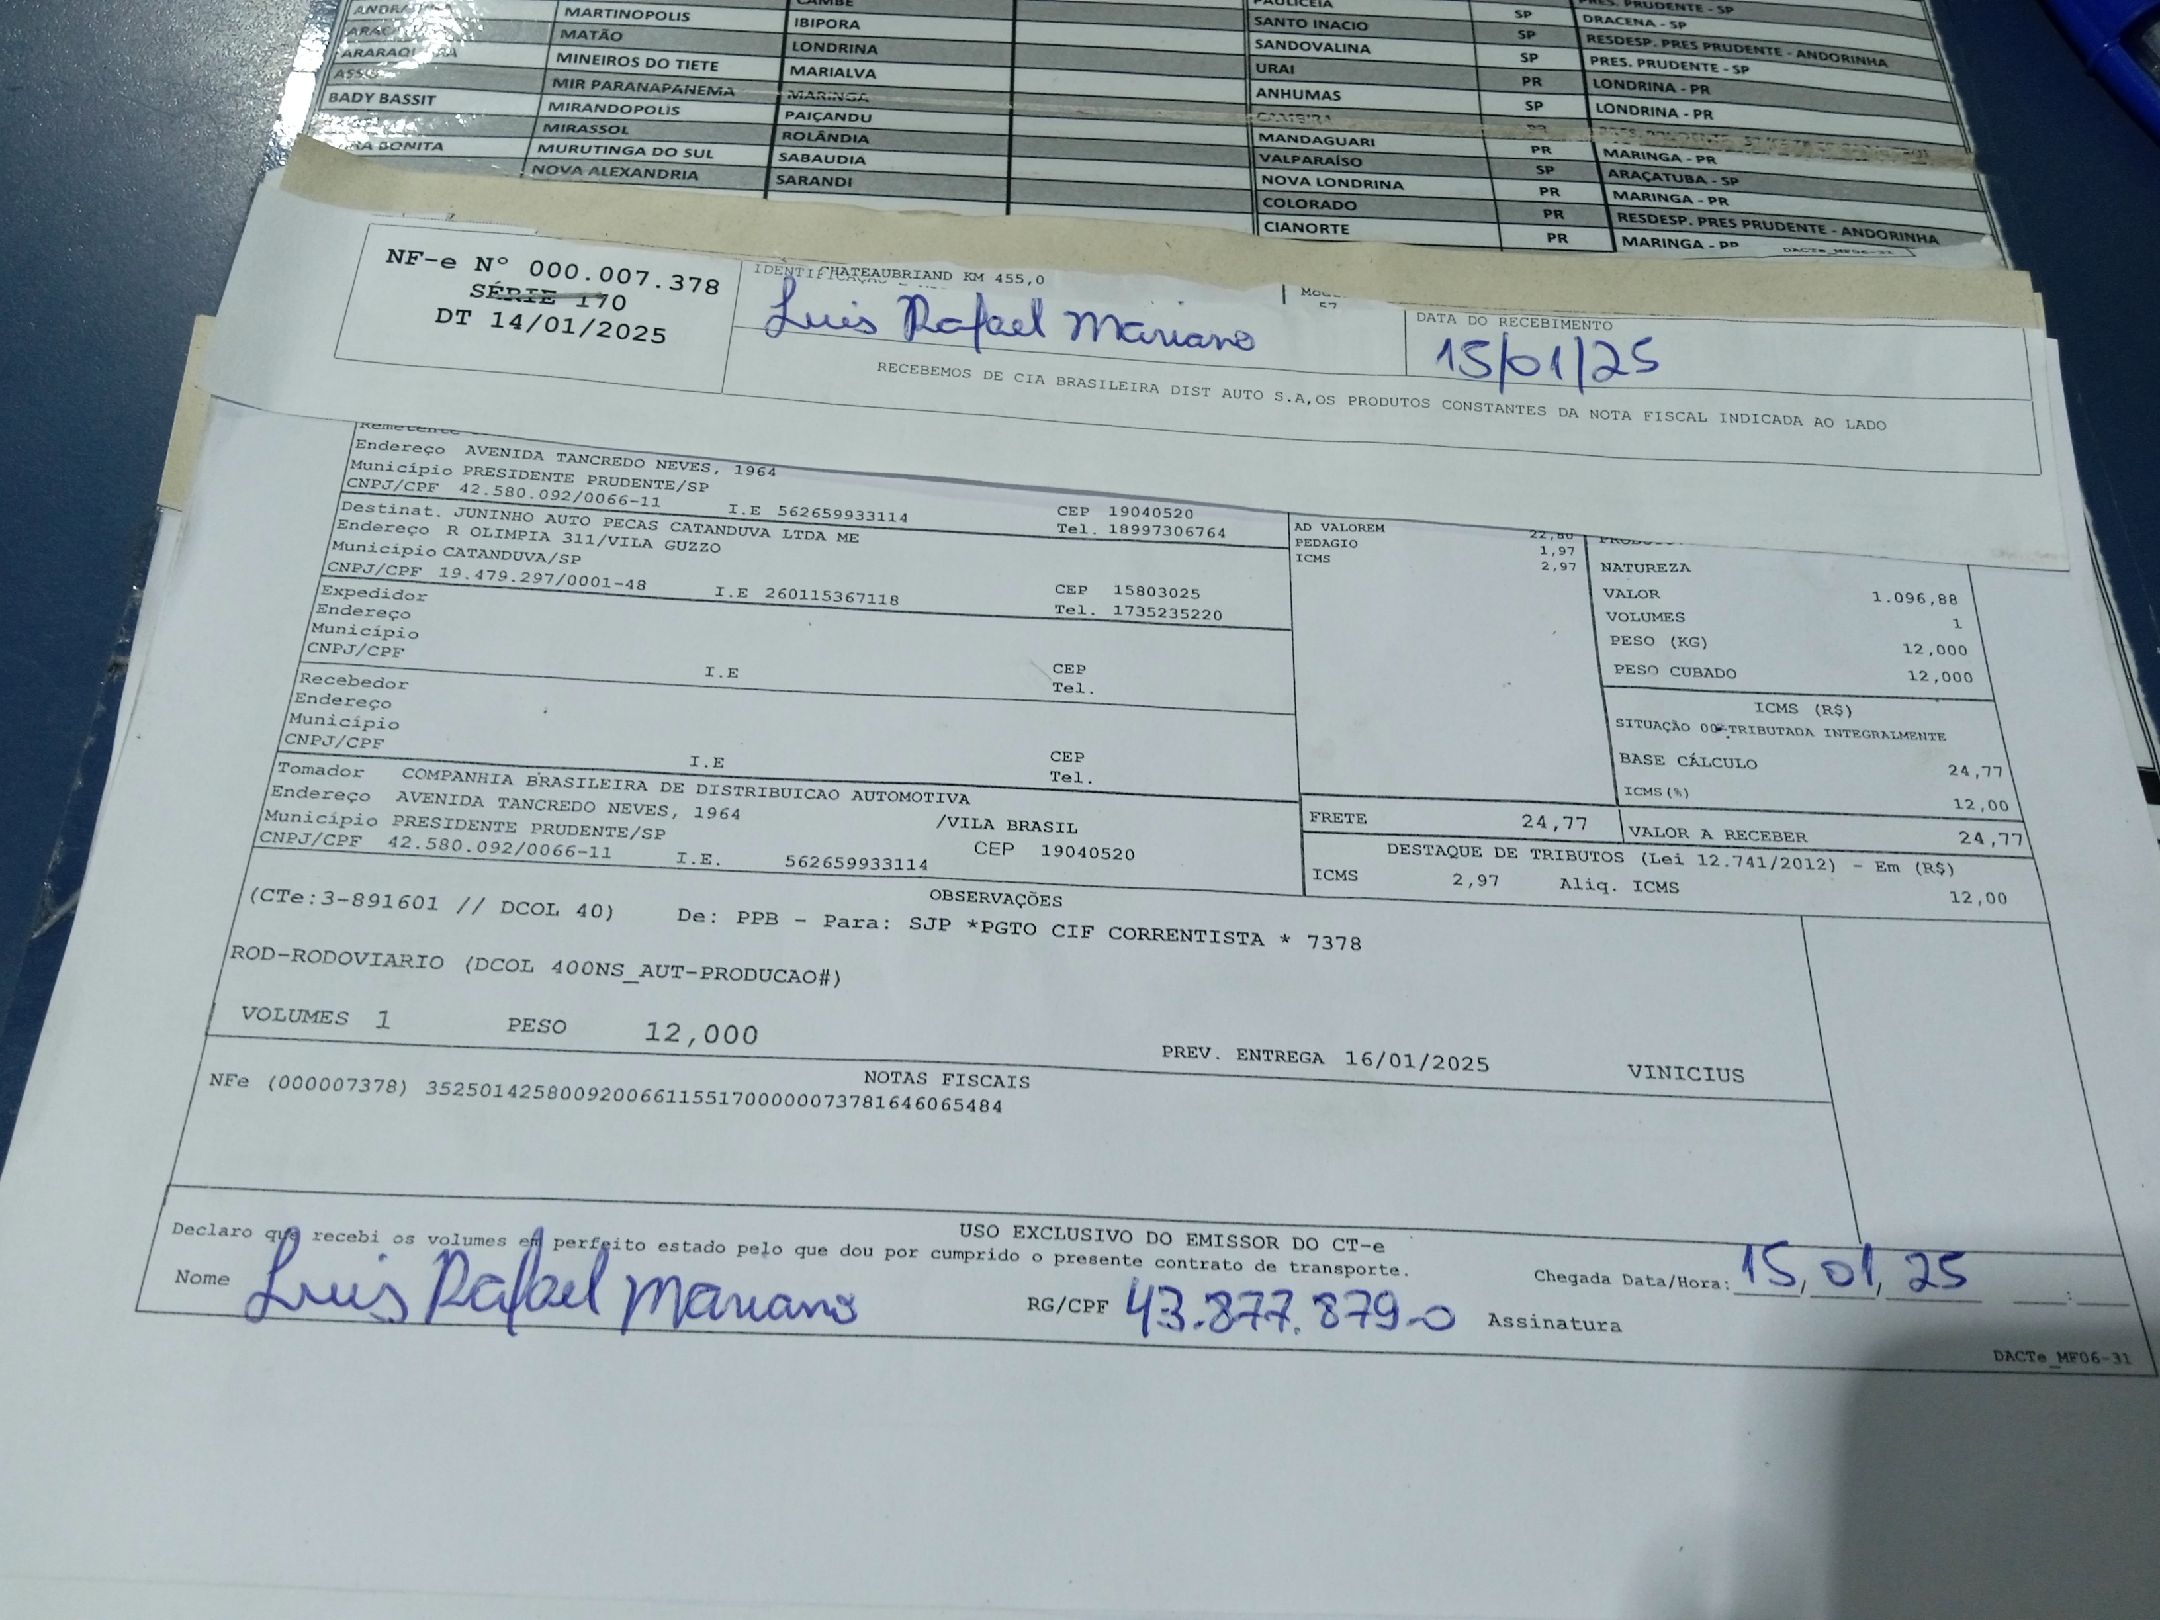 MARTINOPOLIS
MATÃO
MINEIROS DO TIETE
MIR PARANAPANEMA
MIRANDOPOLIS
MIRASSOL
MURUTINGA DO SUL
NOVA ALEXANDRIA
BADY BASSIT
IBIPORA
LONDRINA
MARIALVA
MARINGA
PAIÇANDU
ROLÂNDIA
SABAUDIA
SARANDI
SANTO INACIO SP DRACENA - SP
SANDOVALINA SP RESDESP. PRES PRUDENTE - ANDORINHA
URAI SP PRES. PRUDENTE - SP
ANHUMAS PR LONDRINA - PR
SP LONDRINA - PR
MANDAGUARI PR MARINGA - PR
VALPARAÍSO SP ARAÇATUBA - SP
NOVA LONDRINA PR MARINGA - PR
COLORADO PR RESDESP. PRES PRUDENTE - ANDORINHA
CIANORTE PR MARINGA - PR
NF-e Nº 000.007.378
SÉRIE 170
DT 14/01/2025
CHATEAUBRIAND KM 455,0
Luis Rafael Mariano
DATA DO RECEBIMENTO
15/01/25
RECEBEMOS DE CIA BRASILEIRA DIST AUTO S.A,OS PRODUTOS CONSTANTES DA NOTA FISCAL INDICADA AO LADO
Remetente
Endereço AVENIDA TANCREDO NEVES, 1964
Município PRESIDENTE PRUDENTE/SP CEP 19040520
CNPJ/CPF 42.580.092/0066-11 I.E 562659933114 Tel. 18997306764
Destinat. JUNINHO AUTO PECAS CATANDUVA LTDA ME
Endereço R OLIMPIA 311/VILA GUZZO
Município CATANDUVA/SP CEP 15803025
CNPJ/CPF 19.479.297/0001-48 I.E 260115367118 Tel. 1735235220
Expedidor
Endereço
Município CEP
CNPJ/CPF I.E Tel.
Recebedor
Endereço
Município CEP
CNPJ/CPF I.E Tel.
Tomador COMPANHIA BRASILEIRA DE DISTRIBUICAO AUTOMOTIVA
Endereço AVENIDA TANCREDO NEVES, 1964 /VILA BRASIL
Município PRESIDENTE PRUDENTE/SP CEP 19040520
CNPJ/CPF 42.580.092/0066-11 I.E. 562659933114
AD VALOREM 22,80
PEDAGIO 1,97
ICMS 2,97
NATUREZA
VALOR 1.096,88
VOLUMES 1
PESO (KG) 12,000
PESO CUBADO 12,000
ICMS (R$)
SITUAÇÃO 00-TRIBUTADA INTEGRALMENTE
BASE CÁLCULO 24,77
ICMS(%) 12,00
FRETE 24,77 VALOR A RECEBER 24,77
DESTAQUE DE TRIBUTOS (Lei 12.741/2012) - Em (R$)
ICMS 2,97 Aliq. ICMS 12,00
OBSERVAÇÕES
(CTe:3-891601 // DCOL 40) De: PPB - Para: SJP *PGTO CIF CORRENTISTA * 7378
ROD-RODOVIARIO (DCOL 400NS_AUT-PRODUCAO#)
VOLUMES 1 PESO 12,000 PREV. ENTREGA 16/01/2025 VINICIUS
NOTAS FISCAIS
NFe (000007378) 35250142580092006611551700000073781646065484
USO EXCLUSIVO DO EMISSOR DO CT-e
Declaro que recebi os volumes em perfeito estado pelo que dou por cumprido o presente contrato de transporte.
Chegada Data/Hora: 15,01,25
Nome Luis Rafael Mariano RG/CPF 43.877.879-0 Assinatura
DACTe_MF06-31